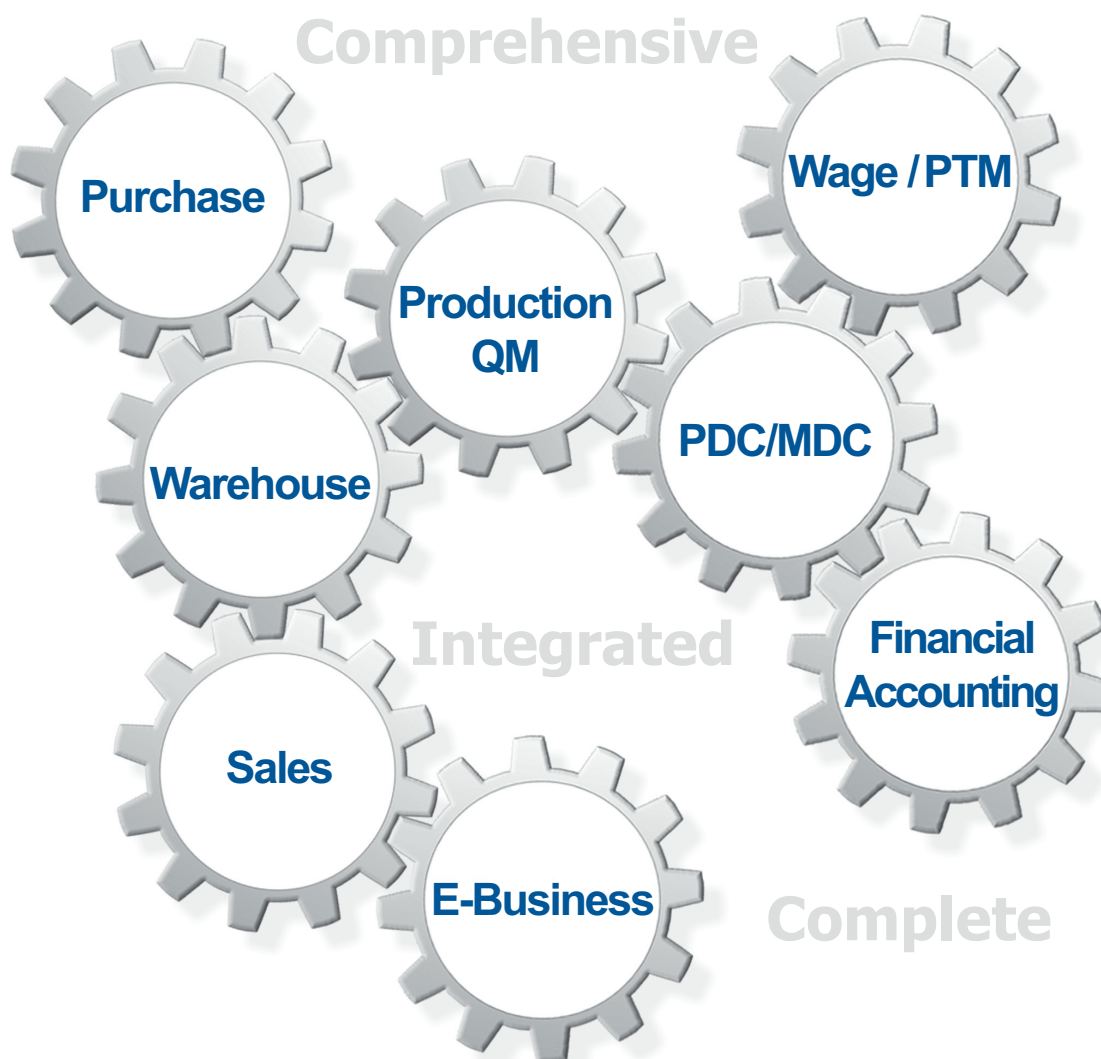 Comprehensive
Purchase
Wage / PTM
Production
QM
PDC/MDC
Warehouse
Integrated
Financial
Accounting
Sales
E-Business
Complete